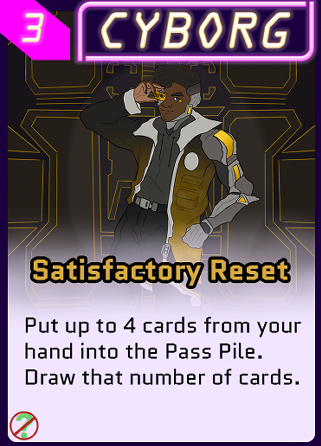 3 CYBORG
Satisfactory Reset
Put up to 4 cards from your
hand into the Pass Pile.
Draw that number of cards.
?